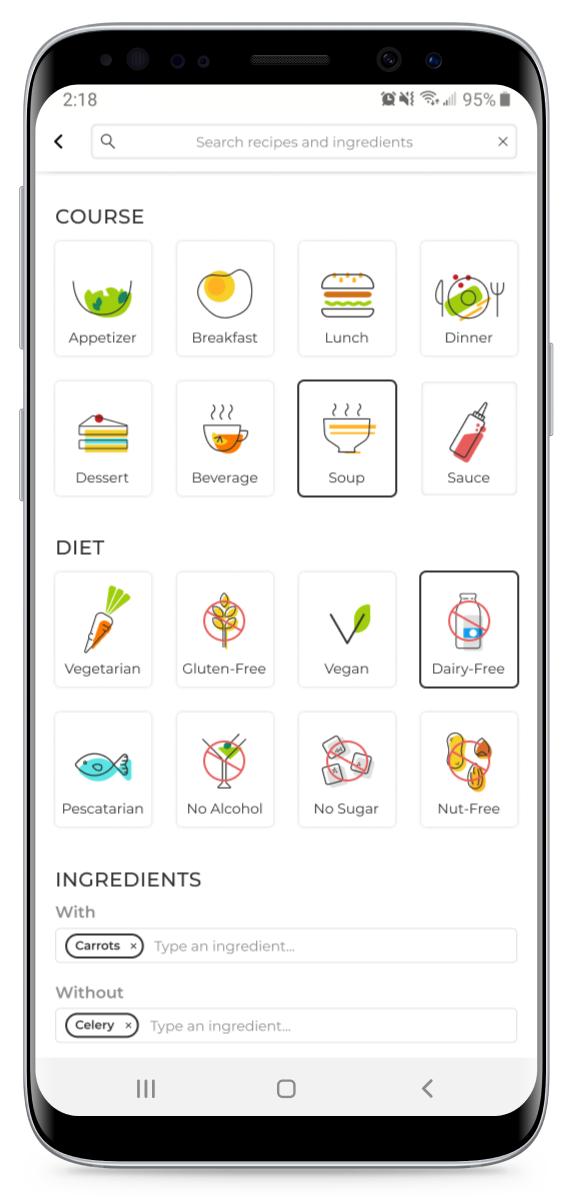 2:18 95%
Search recipes and ingredients ×
COURSE
Appetizer Breakfast Lunch Dinner
Dessert Beverage Soup Sauce
DIET
Vegetarian Gluten-Free Vegan Dairy-Free
Pescatarian No Alcohol No Sugar Nut-Free
INGREDIENTS
With
Carrots × Type an ingredient...
Without
Celery × Type an ingredient...